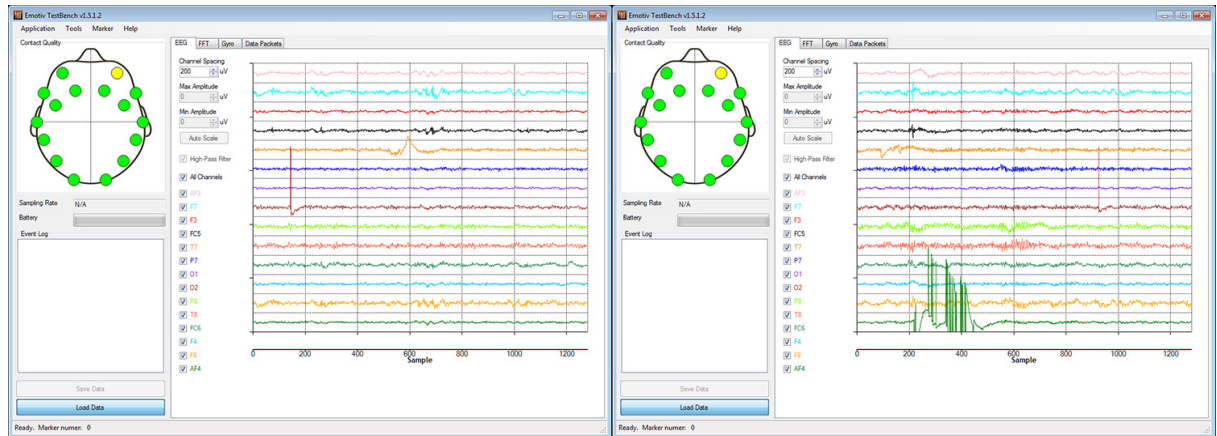 Emotiv TestBench v1.5.1.2
Application Tools Marker Help
Contact Quality
EEG FFT Gyro Data Packets
Channel Spacing
200 uV
Max Amplitude
0 uV
Min Amplitude
0 uV
Auto Scale
High-Pass Filter
All Channels
AF3
F7
F3
FC5
T7
P7
O1
O2
P8
T8
FC6
F4
F8
AF4
Sampling Rate N/A
Battery
Event Log
0 200 400 600 800 1000 1200
Sample
Save Data
Load Data
Ready. Marker numer: 0
Emotiv TestBench v1.5.1.2
Application Tools Marker Help
Contact Quality
EEG FFT Gyro Data Packets
Channel Spacing
200 uV
Max Amplitude
0 uV
Min Amplitude
0 uV
Auto Scale
High-Pass Filter
All Channels
AF3
F7
F3
FC5
T7
P7
O1
O2
P8
T8
FC6
F4
F8
AF4
Sampling Rate N/A
Battery
Event Log
0 200 400 600 800 1000 1200
Sample
Save Data
Load Data
Ready. Marker numer: 0